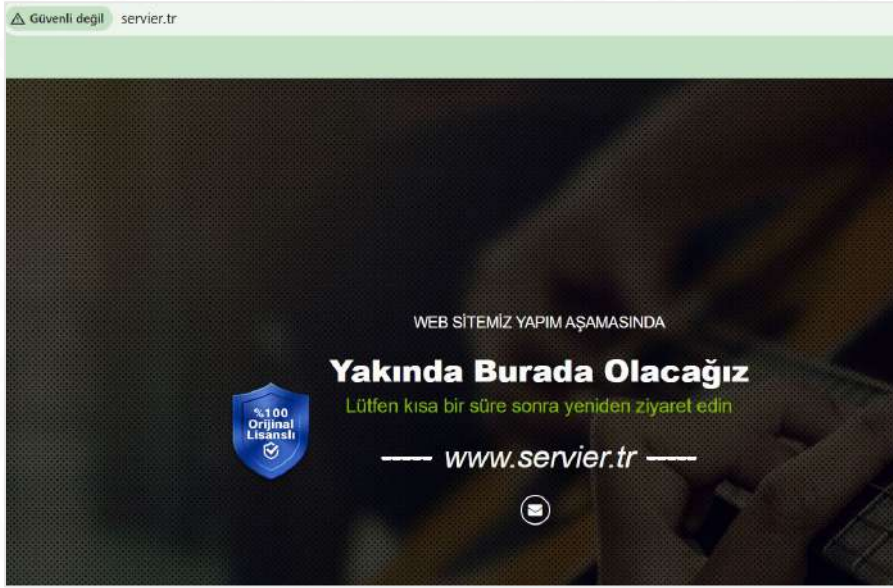 Güvenli değil servier.tr
WEB SİTEMİZ YAPIM AŞAMASINDA
Yakında Burada Olacağız
Lütfen kısa bir süre sonra yeniden ziyaret edin
%100
Orijinal
Lisanslı
----- www.servier.tr -----